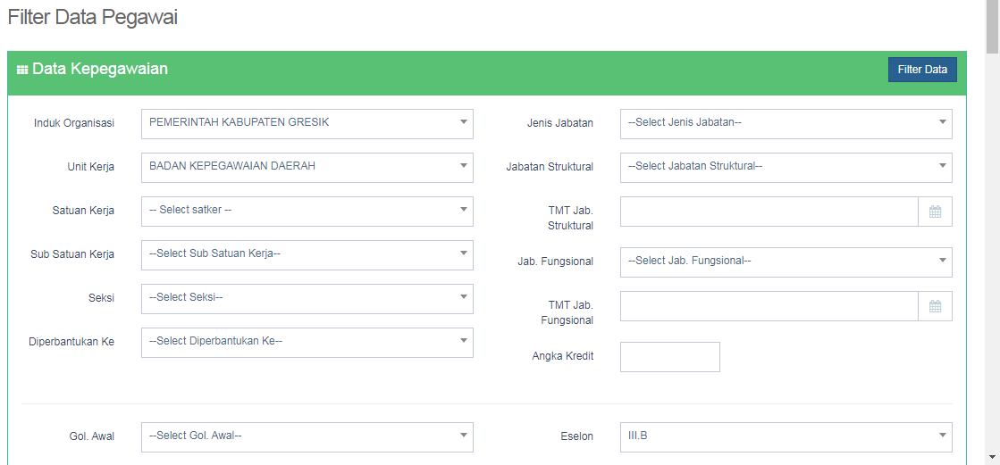 Filter Data Pegawai
Data Kepegawaian
Filter Data
Induk Organisasi
PEMERINTAH KABUPATEN GRESIK
Unit Kerja
BADAN KEPEGAWAIAN DAERAH
Satuan Kerja
-- Select satker --
Sub Satuan Kerja
--Select Sub Satuan Kerja--
Seksi
--Select Seksi--
Diperbantukan Ke
--Select Diperbantukan Ke--
Jenis Jabatan
--Select Jenis Jabatan--
Jabatan Struktural
--Select Jabatan Struktural--
TMT Jab.
Struktural
Jab. Fungsional
--Select Jab. Fungsional--
TMT Jab.
Fungsional
Angka Kredit
Gol. Awal
--Select Gol. Awal--
Eselon
III.B